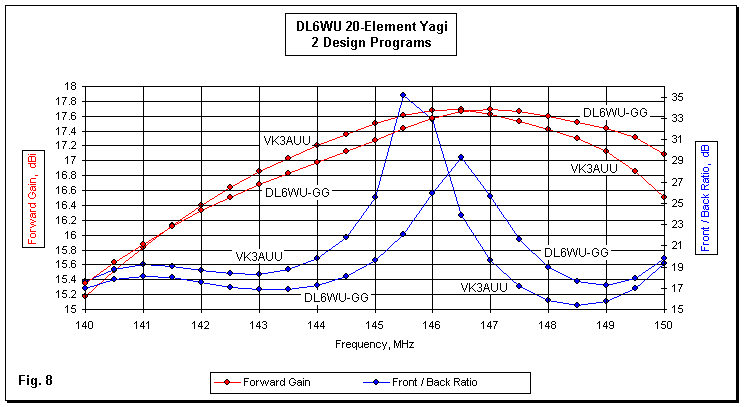 DL6WU 20-Element Yagi
2 Design Programs
Forward Gain, dBi
18
17.8
17.6
17.4
17.2
17
16.8
16.6
16.4
16.2
16
15.8
15.6
15.4
15.2
15
35
33
31
29
27
25
23
21
19
17
15
Front / Back Ratio, dB
DL6WU-GG
VK3AUU
VK3AUU
DL6WU-GG
VK3AUU
DL6WU-GG
DL6WU-GG
VK3AUU
140 141 142 143 144 145 146 147 148 149 150
Frequency, MHz
Fig. 8
Forward Gain Front / Back Ratio